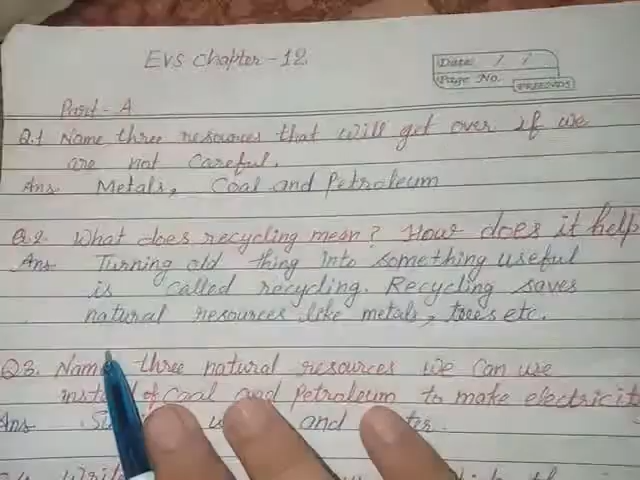 EVS Chapter - 12
Date / /
Page No.
FREEMINDS
Part - A
Q.1 Name three resources that will get over if we
are not careful.
Ans Metals, Coal and Petroleum
Q.2. What does recycling mean? How does it help
Ans Turning old thing into something useful
is called recycling. Recycling saves
natural resources like metals, trees etc.
Q3. Name three natural resources we can use
instead of Coal and Petroleum to make electricit
Ans and